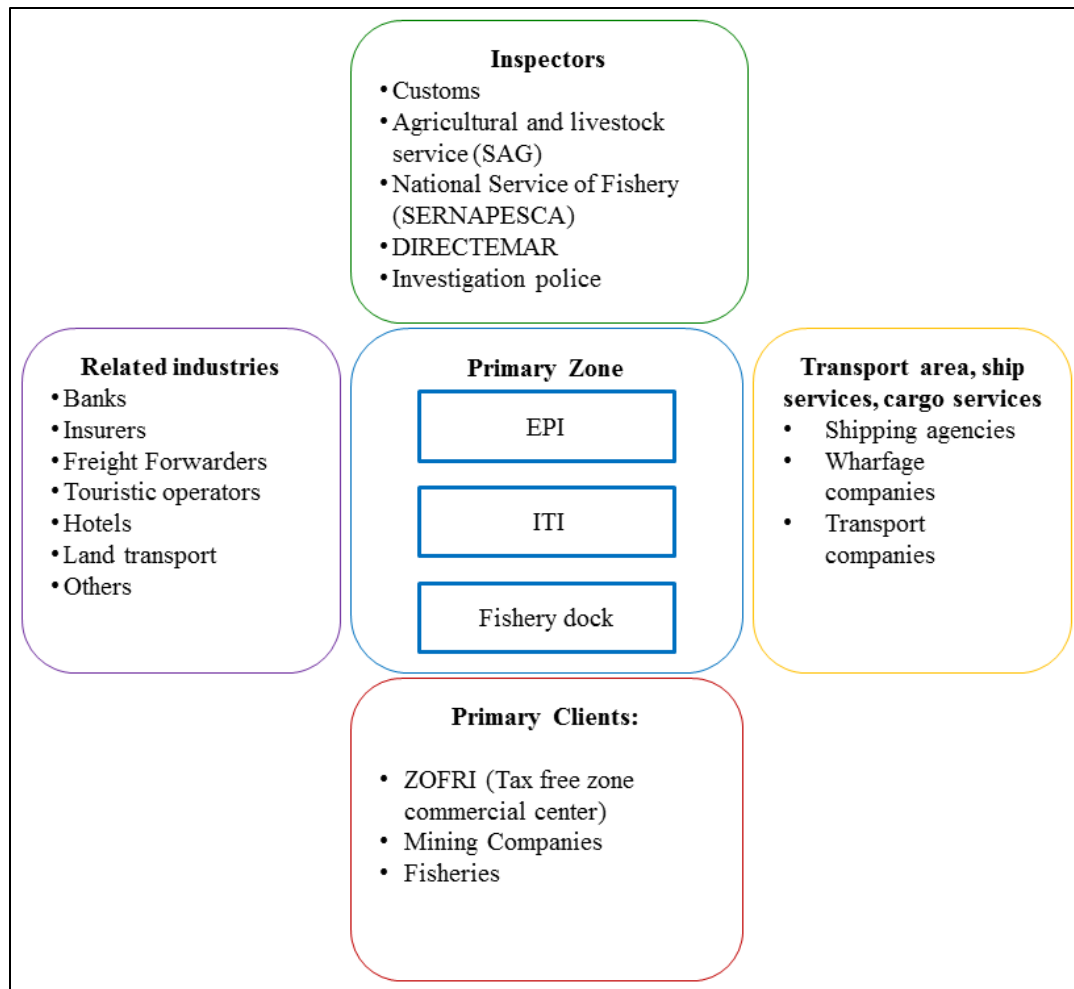 Inspectors
• Customs
• Agricultural and livestock
service (SAG)
• National Service of Fishery
(SERNAPESCA)
• DIRECTEMAR
• Investigation police
Related industries
• Banks
• Insurers
• Freight Forwarders
• Touristic operators
• Hotels
• Land transport
• Others
Primary Zone
EPI
ITI
Fishery dock
Transport area, ship
services, cargo services
• Shipping agencies
• Wharfage
companies
• Transport
companies
Primary Clients:
• ZOFRI (Tax free zone
commercial center)
• Mining Companies
• Fisheries